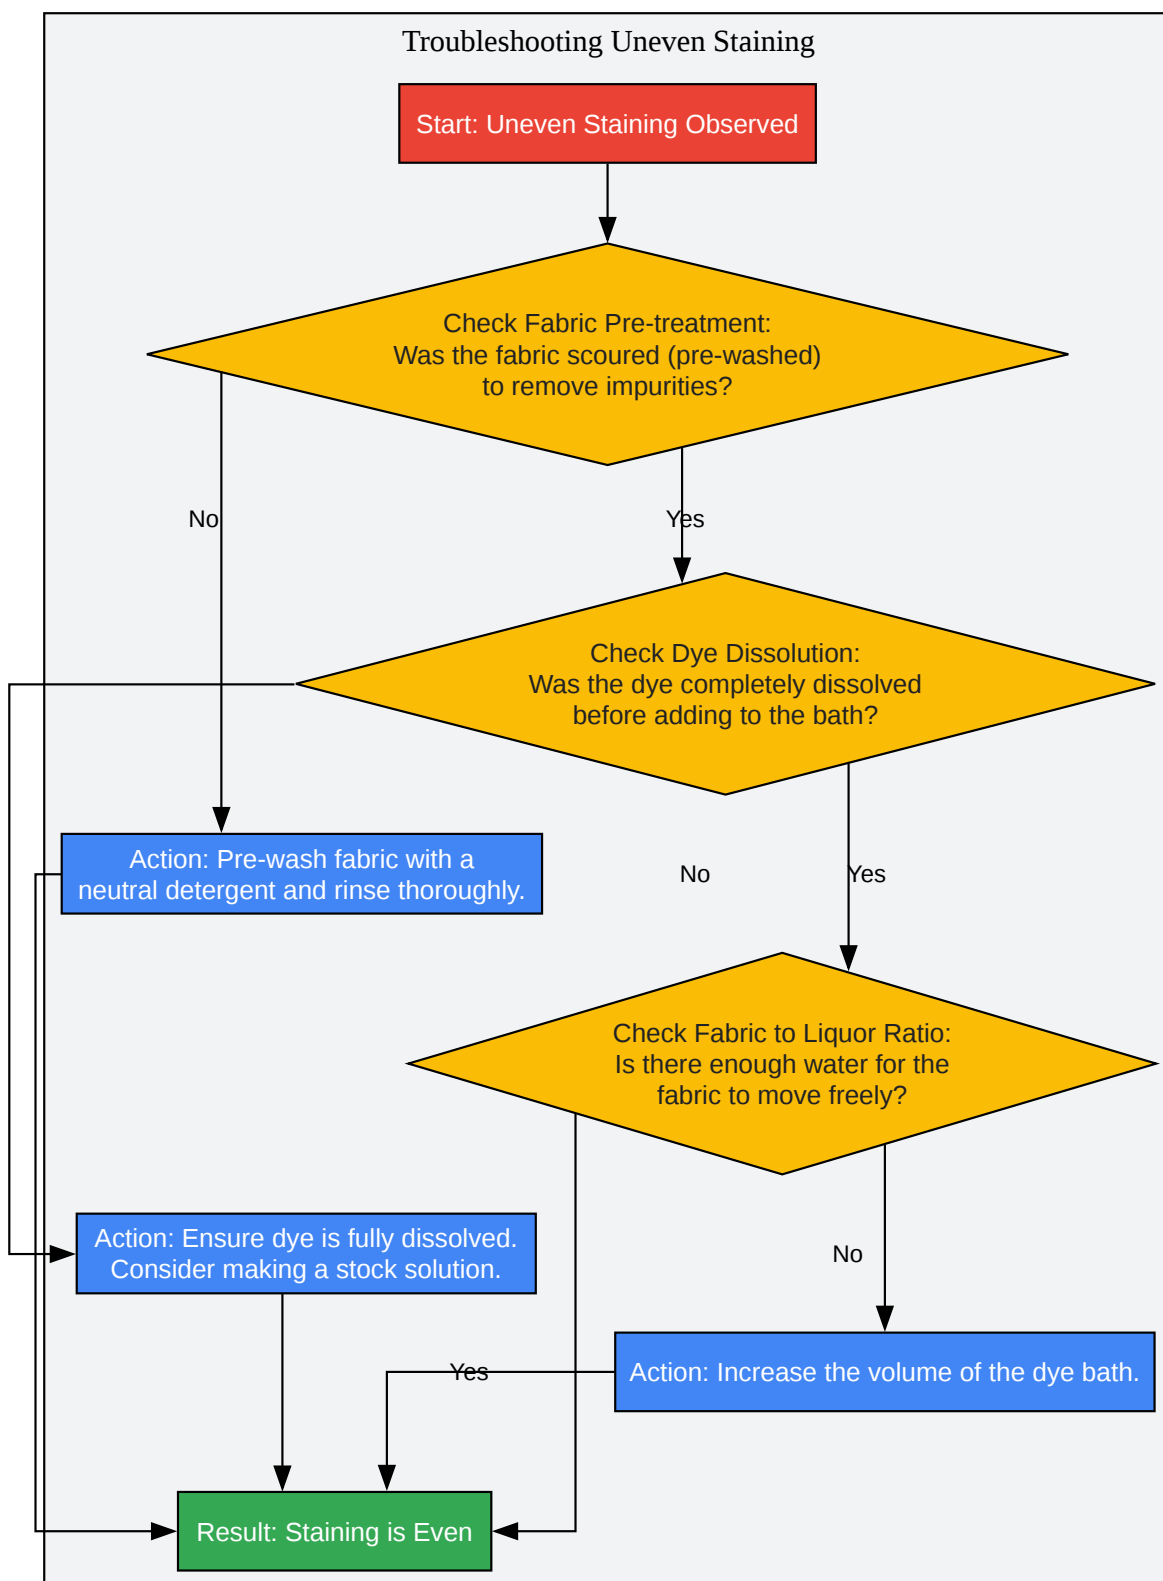 Troubleshooting Uneven Staining
Start: Uneven Staining Observed
Check Fabric Pre-treatment:
Was the fabric scoured (pre-washed)
to remove impurities?
No
Yes
Check Dye Dissolution:
Was the dye completely dissolved
before adding to the bath?
Action: Pre-wash fabric with a
neutral detergent and rinse thoroughly.
No
Yes
Check Fabric to Liquor Ratio:
Is there enough water for the
fabric to move freely?
Action: Ensure dye is fully dissolved.
Consider making a stock solution.
No
Yes
Action: Increase the volume of the dye bath.
Result: Staining is Even